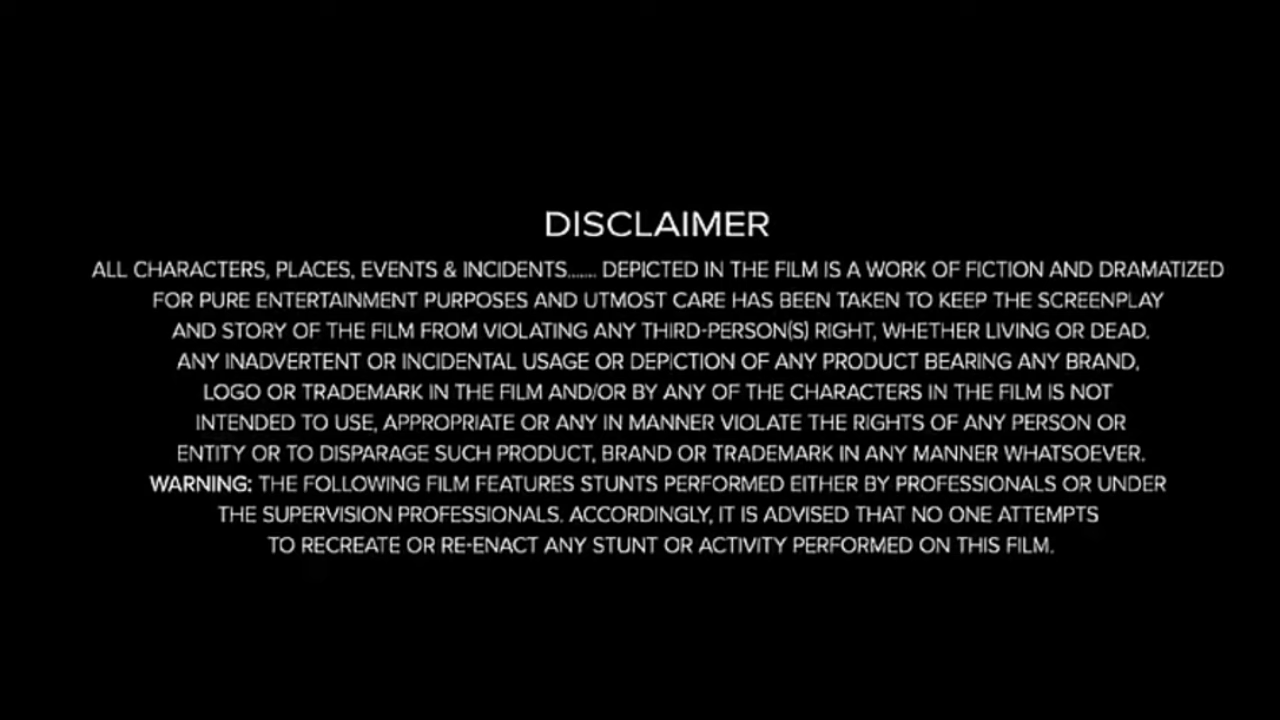 DISCLAIMER
ALL CHARACTERS, PLACES, EVENTS & INCIDENTS....... DEPICTED IN THE FILM IS A WORK OF FICTION AND DRAMATIZED
FOR PURE ENTERTAINMENT PURPOSES AND UTMOST CARE HAS BEEN TAKEN TO KEEP THE SCREENPLAY
AND STORY OF THE FILM FROM VIOLATING ANY THIRD-PERSON(S) RIGHT, WHETHER LIVING OR DEAD.
ANY INADVERTENT OR INCIDENTAL USAGE OR DEPICTION OF ANY PRODUCT BEARING ANY BRAND,
LOGO OR TRADEMARK IN THE FILM AND/OR BY ANY OF THE CHARACTERS IN THE FILM IS NOT
INTENDED TO USE, APPROPRIATE OR ANY IN MANNER VIOLATE THE RIGHTS OF ANY PERSON OR
ENTITY OR TO DISPARAGE SUCH PRODUCT, BRAND OR TRADEMARK IN ANY MANNER WHATSOEVER.
WARNING: THE FOLLOWING FILM FEATURES STUNTS PERFORMED EITHER BY PROFESSIONALS OR UNDER
THE SUPERVISION PROFESSIONALS. ACCORDINGLY, IT IS ADVISED THAT NO ONE ATTEMPTS
TO RECREATE OR RE-ENACT ANY STUNT OR ACTIVITY PERFORMED ON THIS FILM.